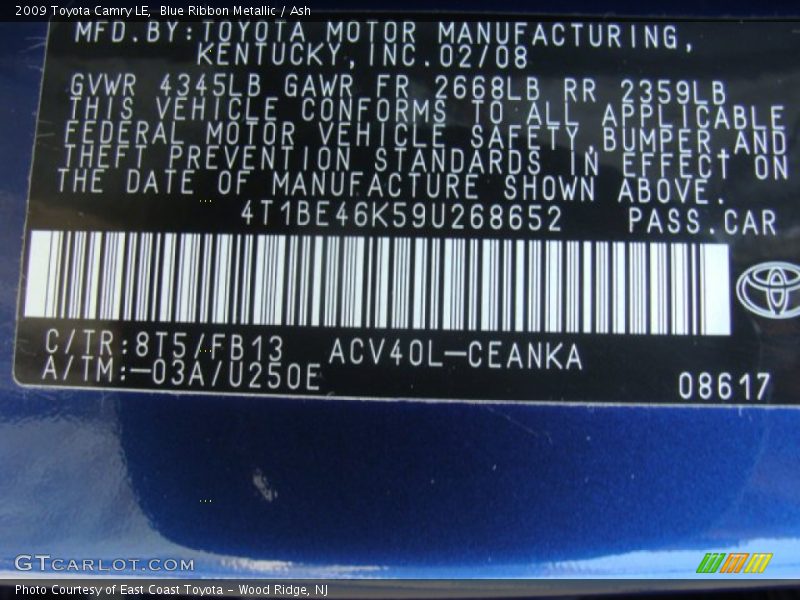 2009 Toyota Camry LE, Blue Ribbon Metallic / Ash
MFD.BY:TOYOTA MOTOR MANUFACTURING,
KENTUCKY,INC.02/08
GVWR 4345LB GAWR FR 2668LB RR 2359LB
THIS VEHICLE CONFORMS TO ALL APPLICABLE
FEDERAL MOTOR VEHICLE SAFETY,BUMPER,AND
THEFT PREVENTION STANDARDS IN EFFECT ON
THE DATE OF MANUFACTURE SHOWN ABOVE.
4T1BE46K59U268652 PASS.CAR
C/TR:8T5/FB13 ACV40L-CEANKA
A/TM:-03A/U250E
08617
GTCARLOT.COM
Photo Courtesy of East Coast Toyota - Wood Ridge, NJ